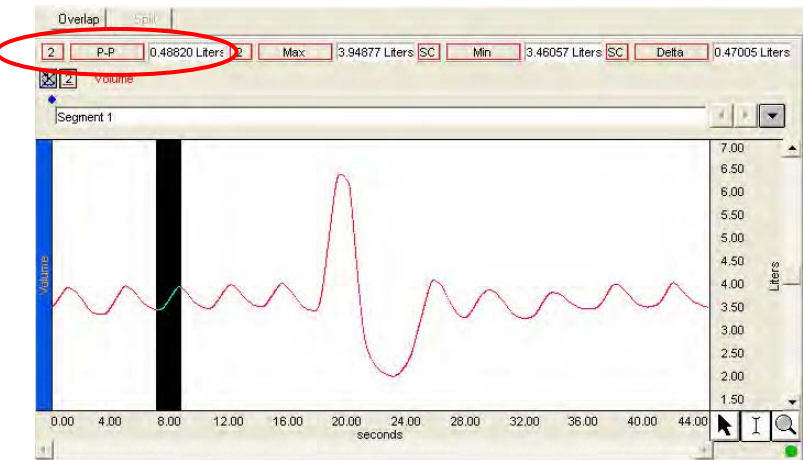 Overlap Split
2 P-P 0.48820 Liters 2 Max 3.94877 Liters SC Min 3.46057 Liters SC Delta 0.47005 Liters
1 2 Volume
Segment 1
Volume
7.00
6.50
6.00
5.50
5.00
4.50
4.00
3.50
3.00
2.50
2.00
1.50
Liters
0.00 4.00 8.00 12.00 16.00 20.00 24.00 28.00 32.00 36.00 40.00 44.00
seconds